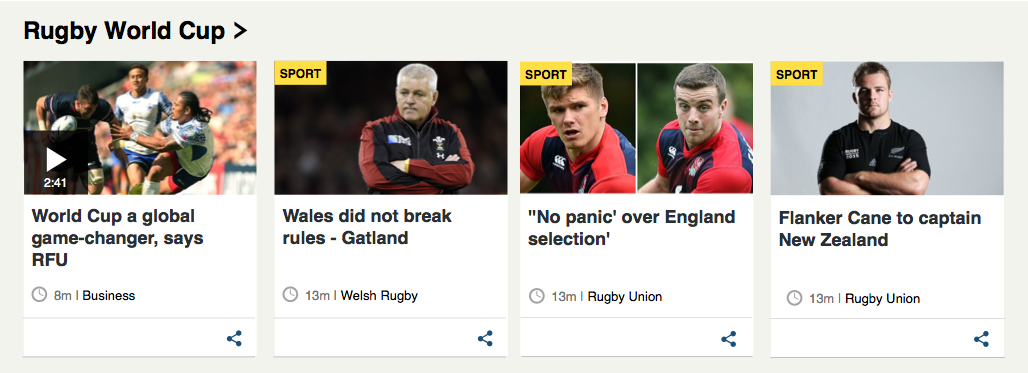 Rugby World Cup >
2:41
World Cup a global
game-changer, says
RFU
8m | Business
SPORT
Wales did not break
rules - Gatland
13m | Welsh Rugby
SPORT
"No panic' over England
selection'
13m | Rugby Union
SPORT
Flanker Cane to captain
New Zealand
13m | Rugby Union